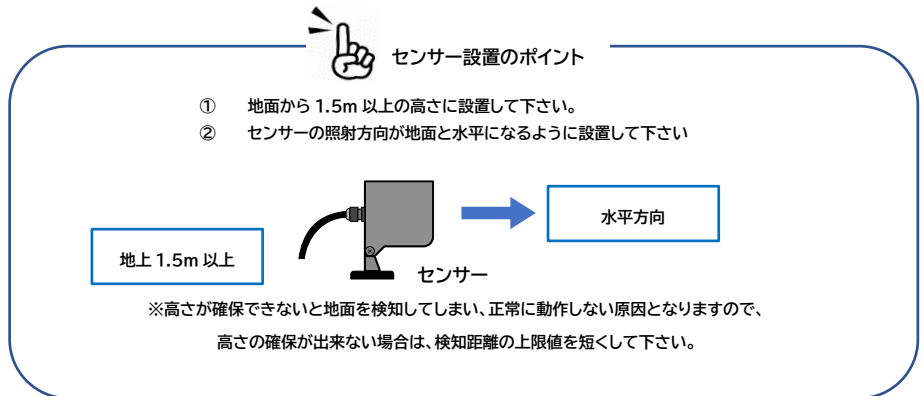 センサー設置のポイント
① 地面から 1.5m 以上の高さに設置して下さい。
② センサーの照射方向が地面と水平になるように設置して下さい
水平方向
地上 1.5m 以上
センサー
※高さが確保できないと地面を検知してしまい、正常に動作しない原因となりますので、
高さの確保が出来ない場合は、検知距離の上限値を短くして下さい。